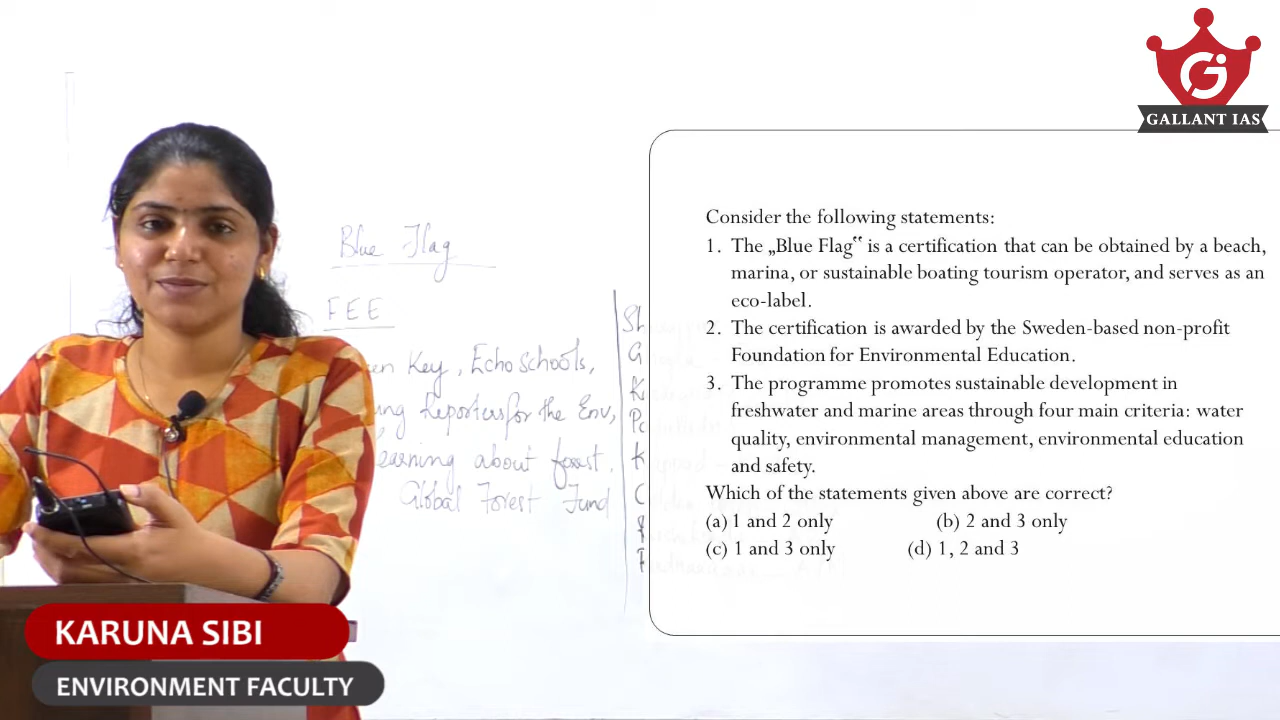 GALLANT IAS
Blue Flag
FEE
Key, Echoschools,
Reporters for the Env,
earning about forest,
Global Forest Fund
Consider the following statements:
1. The „Blue Flag‟ is a certification that can be obtained by a beach,
marina, or sustainable boating tourism operator, and serves as an
eco-label.
2. The certification is awarded by the Sweden-based non-profit
Foundation for Environmental Education.
3. The programme promotes sustainable development in
freshwater and marine areas through four main criteria: water
quality, environmental management, environmental education
and safety.
Which of the statements given above are correct?
(a) 1 and 2 only (b) 2 and 3 only
(c) 1 and 3 only (d) 1, 2 and 3
KARUNA SIBI
ENVIRONMENT FACULTY